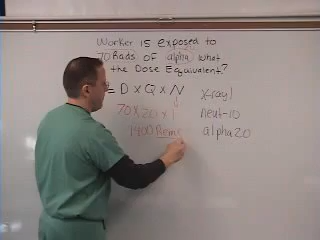 Worker is exposed to
70 Rads of alpha what
the Dose Equivalent?
= D x Q x N
x-ray 1
70 x 20 x 1
neut-10
1400 Rems
alpha 20